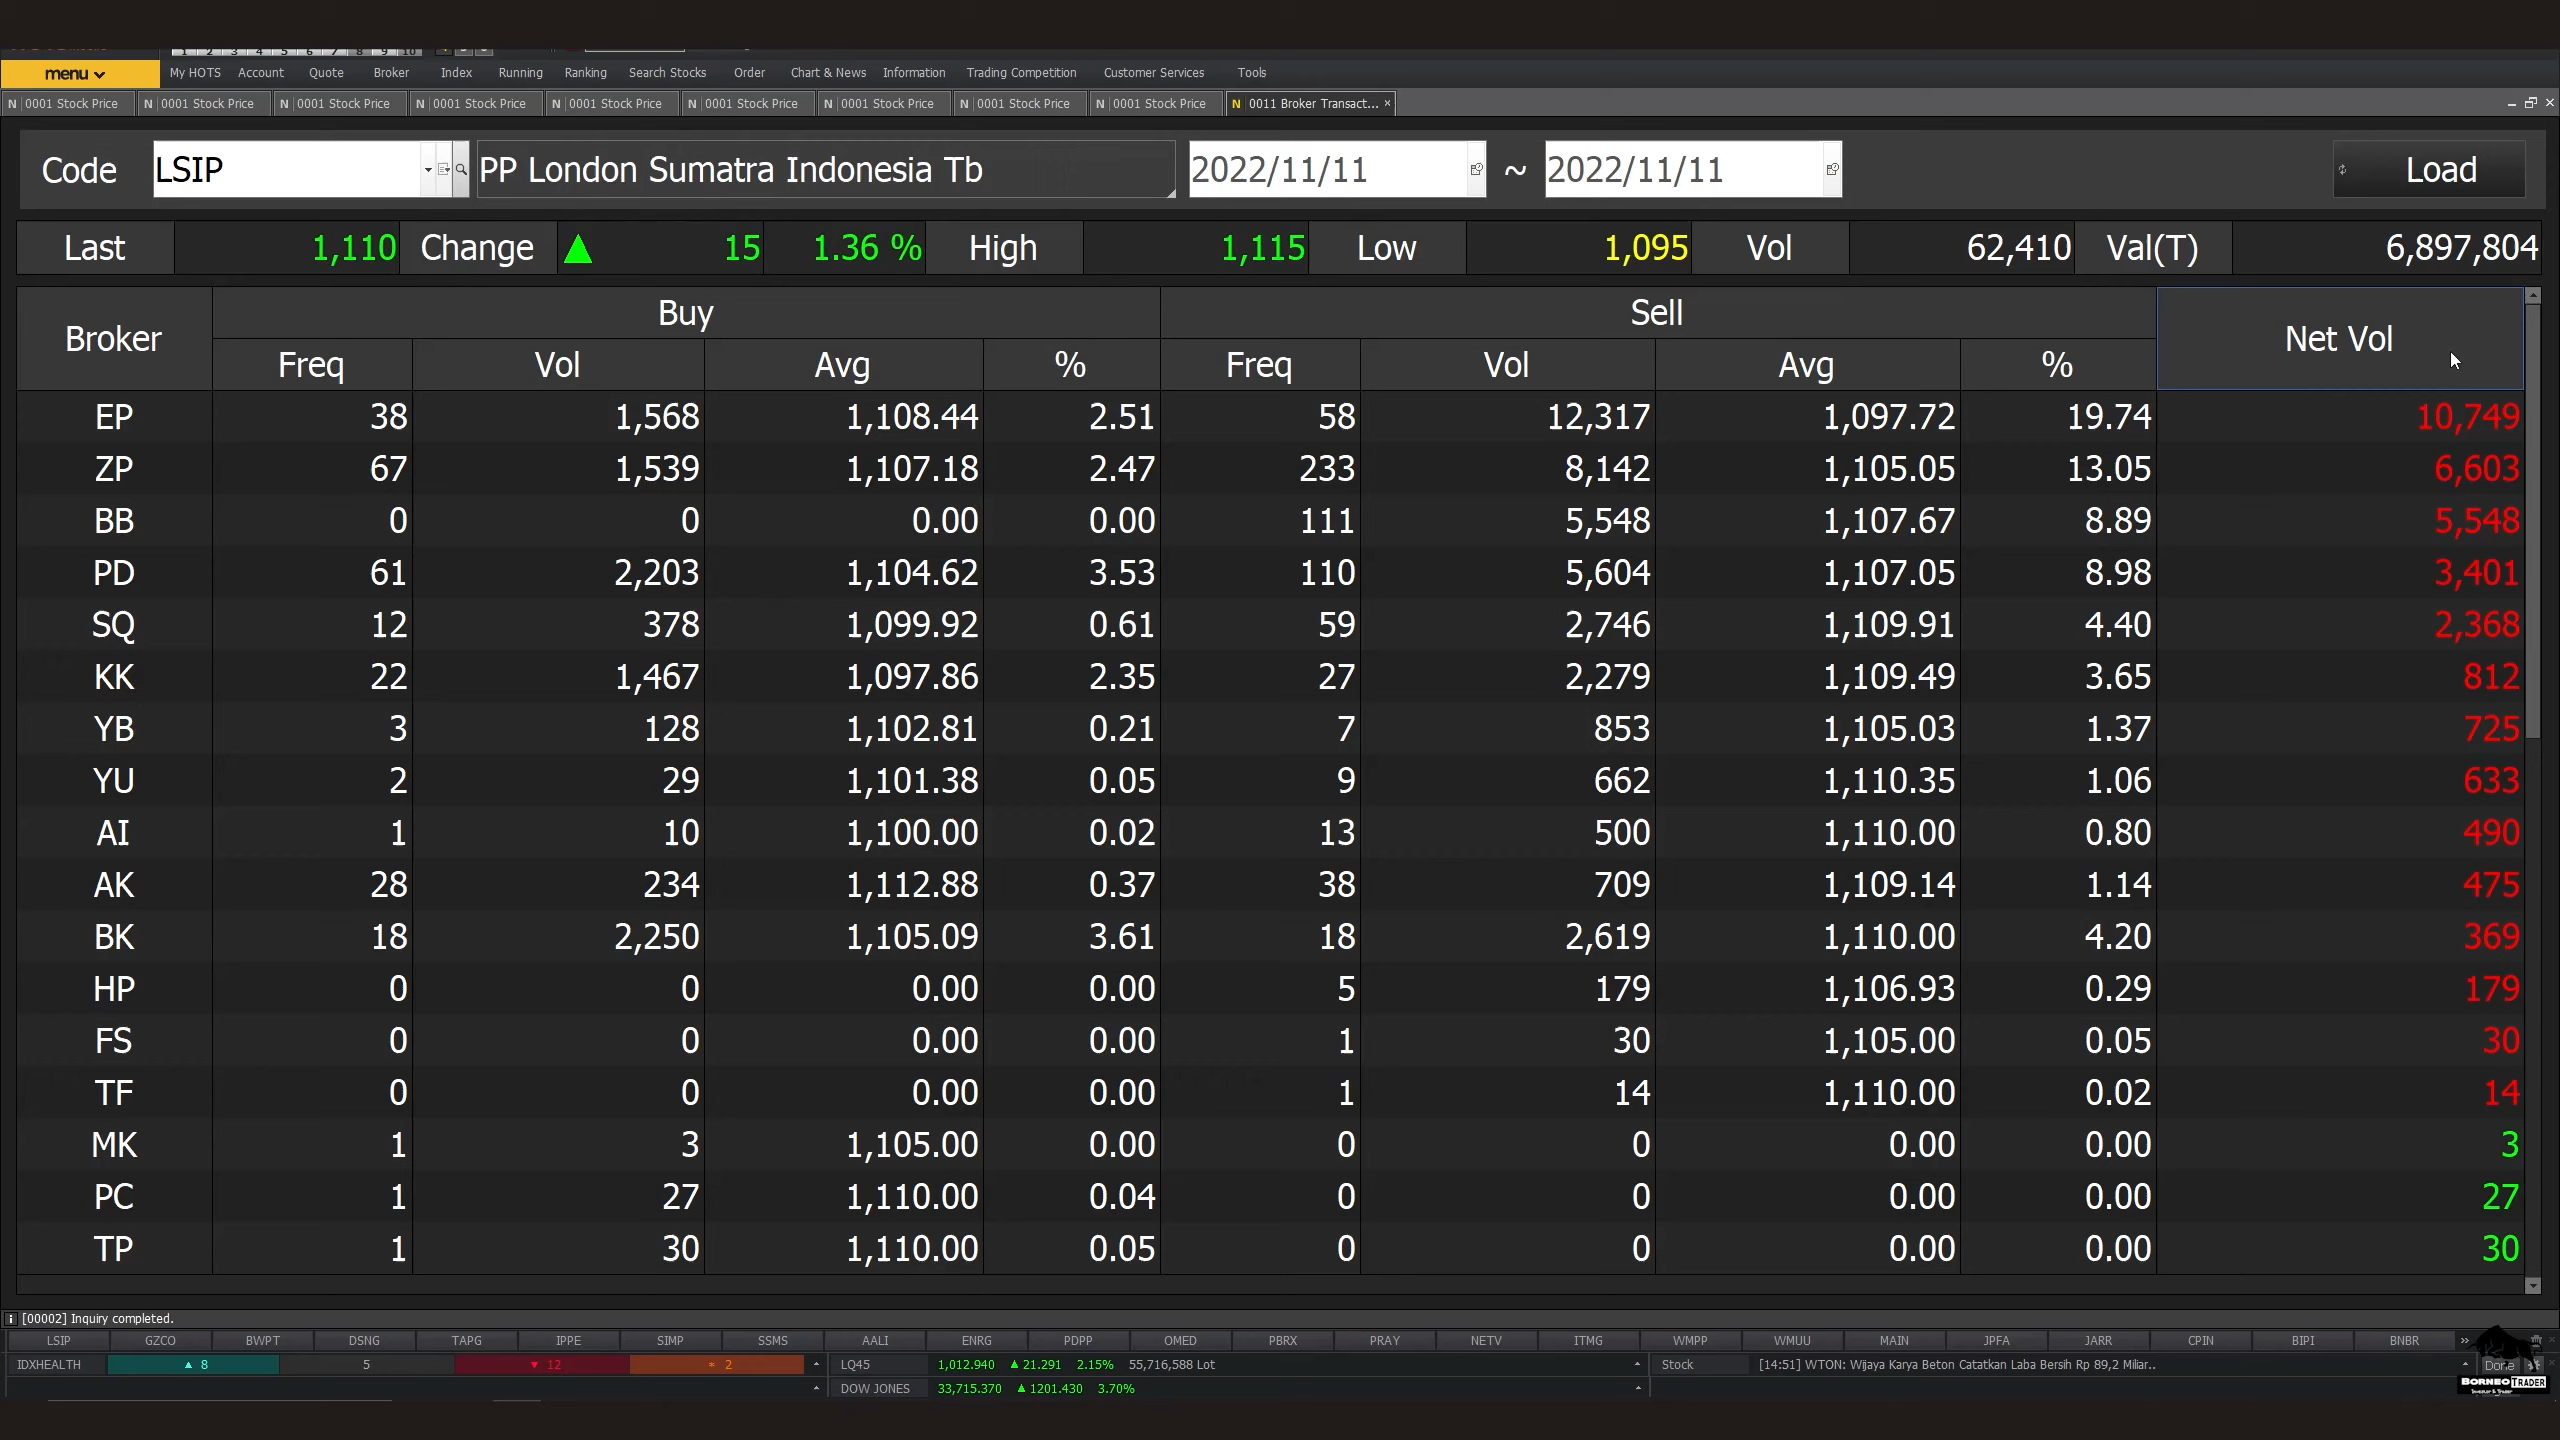 1 2 3 4 5 6 7 8 9 10
menu My HOTS Account Quote Broker Index Running Ranking Search Stocks Order Chart & News Information Trading Competition Customer Services Tools
N 0001 Stock Price N 0001 Stock Price N 0001 Stock Price N 0001 Stock Price N 0001 Stock Price N 0001 Stock Price N 0001 Stock Price N 0001 Stock Price N 0001 Stock Price N 0011 Broker Transact... ×
Code LSIP PP London Sumatra Indonesia Tb 2022/11/11 ~ 2022/11/11 Load
Last 1,110 Change ▲ 15 1.36 % High 1,115 Low 1,095 Vol 62,410 Val(T) 6,897,804
Broker Buy Sell Net Vol
Freq Vol Avg % Freq Vol Avg %
EP 38 1,568 1,108.44 2.51 58 12,317 1,097.72 19.74 10,749
ZP 67 1,539 1,107.18 2.47 233 8,142 1,105.05 13.05 6,603
BB 0 0 0.00 0.00 111 5,548 1,107.67 8.89 5,548
PD 61 2,203 1,104.62 3.53 110 5,604 1,107.05 8.98 3,401
SQ 12 378 1,099.92 0.61 59 2,746 1,109.91 4.40 2,368
KK 22 1,467 1,097.86 2.35 27 2,279 1,109.49 3.65 812
YB 3 128 1,102.81 0.21 7 853 1,105.03 1.37 725
YU 2 29 1,101.38 0.05 9 662 1,110.35 1.06 633
AI 1 10 1,100.00 0.02 13 500 1,110.00 0.80 490
AK 28 234 1,112.88 0.37 38 709 1,109.14 1.14 475
BK 18 2,250 1,105.09 3.61 18 2,619 1,110.00 4.20 369
HP 0 0 0.00 0.00 5 179 1,106.93 0.29 179
FS 0 0 0.00 0.00 1 30 1,105.00 0.05 30
TF 0 0 0.00 0.00 1 14 1,110.00 0.02 14
MK 1 3 1,105.00 0.00 0 0 0.00 0.00 3
PC 1 27 1,110.00 0.04 0 0 0.00 0.00 27
TP 1 30 1,110.00 0.05 0 0 0.00 0.00 30
[00002] Inquiry completed.
LSIP GZCO BWPT DSNG TAPG IPPE SIMP SSMS AALI ENRG PDPP OMED PBRX PRAY NETV ITMG WMPP WMUU MAIN JPFA JARR CPIN BIPI BNBR »
IDXHEALTH ▲ 8 5 ▼ 12 * 2 LQ45 1,012.940 ▲ 21.291 2.15% 55,716,588 Lot Stock [14:51] WTON: Wijaya Karya Beton Catatkan Laba Bersih Rp 89,2 Miliar.. Done
DOW JONES 33,715.370 ▲ 1201.430 3.70% BORNEO TRADER